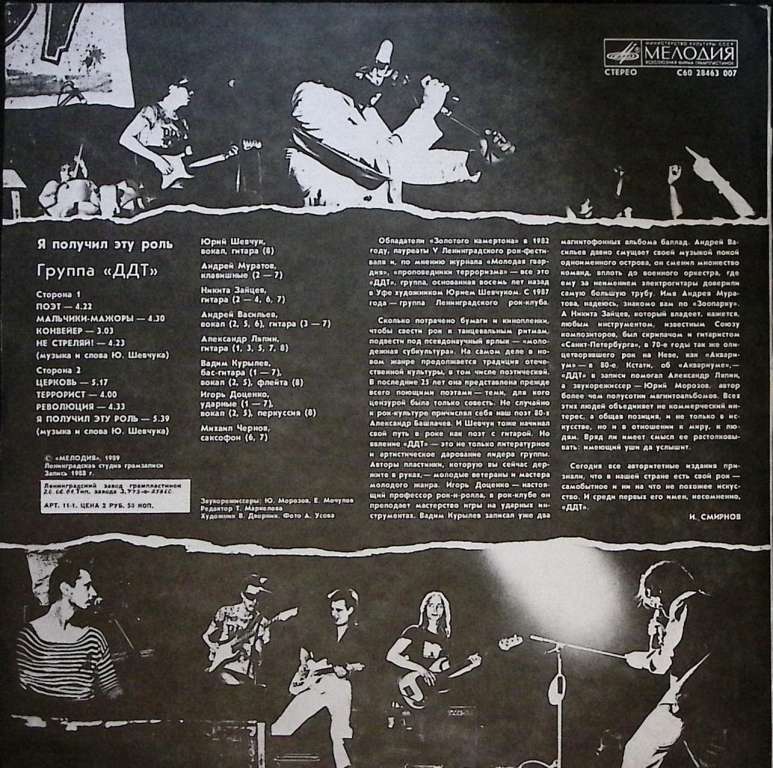 МИНИСТЕРСТВО КУЛЬТУРЫ СССР
МЕЛОДИЯ
ВСЕСОЮЗНАЯ ФИРМА ГРАМПЛАСТИНОК
СТЕРЕО С60 28463 007
Я получил эту роль
Группа «ДДТ»
Сторона 1
ПОЭТ — 4.22
МАЛЬЧИКИ-МАЖОРЫ — 4.30
КОНВЕЙЕР — 3.03
НЕ СТРЕЛЯЙ! — 4.23
(музыка и слова Ю. Шевчука)
Сторона 2
ЦЕРКОВЬ — 5.17
ТЕРРОРИСТ — 4.00
РЕВОЛЮЦИЯ — 4.33
Я ПОЛУЧИЛ ЭТУ РОЛЬ — 5.39
(музыка и слова Ю. Шевчука)
© «МЕЛОДИЯ», 1989
Ленинградская студия грамзаписи
Запись 1988 г.
Ленинградский завод грампластинок
Тип. завода
АРТ. 11-1. ЦЕНА 2 РУБ. 50 КОП.
Юрий Шевчук,
вокал, гитара (8)
Андрей Муратов,
клавишные (2 — 7)
Никита Зайцев,
гитара (2 — 4, 6, 7)
Андрей Васильев,
вокал (2, 5, 6), гитара (3 — 7)
Александр Ляпин,
гитара (1, 3, 5, 7, 8)
Вадим Курылев,
бас-гитара (1 — 7),
вокал (2, 5), флейта (8)
Игорь Доценко,
ударные (1 — 7),
вокал (2, 5), перкуссия (8)
Михаил Чернов,
саксофон (6, 7)
Звукорежиссеры: Ю. Морозов, Е. Мочулов
Редактор Т. Маркелова
Художник В. Дворник. Фото А. Усова
Обладатели «Золотого камертона» в 1982
году, лауреаты V Ленинградского рок-фести-
валя и, по мнению журнала «Молодая гвар-
дия», «проповедники терроризма» — все это
«ДДТ», группа, основанная восемь лет назад
в Уфе художником Юрием Шевчуком. С 1987
года — группа Ленинградского рок-клуба.
Сколько потрачено бумаги и кинопленки,
чтобы свести рок к танцевальным ритмам,
подвести под псевдонаучный ярлык — «моло-
дежная субкультура». На самом деле в но-
вом жанре продолжается традиция отече-
ственной культуры, в том числе поэтической.
В последние 25 лет она представлена прежде
всего поющими поэтами — теми, для кого
цензурой была только совесть. Не случайно
к рок-культуре причислял себя наш поэт 80-х
Александр Башлачев. И Шевчук тоже начинал
свой путь в роке как поэт с гитарой. Но
явление «ДДТ» — это не только литературное
и артистическое дарование лидера группы.
Авторы пластинки, которую вы сейчас дер-
жите в руках, — молодые ветераны и мастера
молодого жанра. Игорь Доценко — настоя-
щий профессор рок-н-ролла, в рок-клубе он
преподает мастерство игры на ударных ин-
струментах. Вадим Курылев записал уже два
магнитофонных альбома баллад. Андрей Ва-
сильев давно смущает своей музыкой покой
одноименного острова, он сменил множество
команд, вплоть до военного оркестра, где
ему за неимением электрогитары доверили
самую большую трубу. Имя Андрея Мура-
това, надеюсь, знакомо вам по «Зоопарку».
А Никита Зайцев, который владеет, кажется,
любым инструментом, известным Союзу
композиторов, был скрипачом и гитаристом
«Санкт-Петербурга», в 70-е годы так же оли-
цетворявшего рок на Неве, как «Аквари-
ум» — в 80-е. Кстати, об «Аквариуме», —
«ДДТ» в записи помогал Александр Ляпин,
а звукорежиссер — Юрий Морозов, автор
более чем полусотни магнитоальбомов. Всех
этих людей объединяет не коммерческий ин-
терес, а общая позиция, и не только в ис-
кусстве, но и в отношении к миру, к лю-
дям. Вряд ли имеет смысл ее растолковы-
вать: имеющий уши да услышит.
Сегодня все авторитетные издания при-
знали, что в нашей стране есть свой рок —
самобытное и ни на что не похожее искус-
ство. И среди первых его имен, несомненно,
«ДДТ».
И. СМИРНОВ